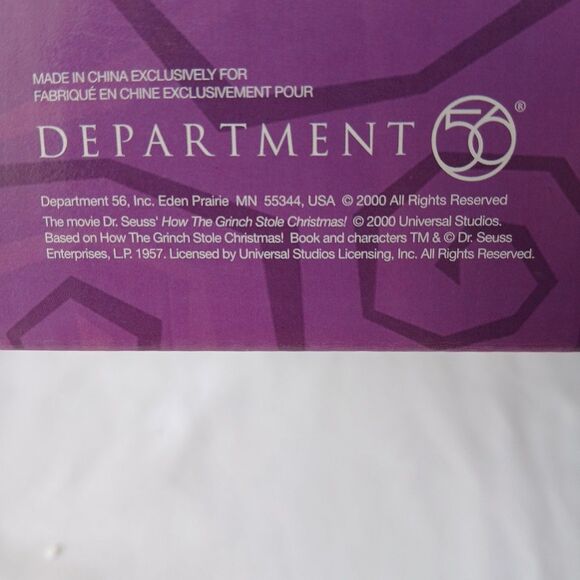 MADE IN CHINA EXCLUSIVELY FOR
FABRIQUÉ EN CHINE EXCLUSIVEMENT POUR
DEPARTMENT 56®
Department 56, Inc. Eden Prairie MN 55344, USA © 2000 All Rights Reserved
The movie Dr. Seuss' How The Grinch Stole Christmas! © 2000 Universal Studios.
Based on How The Grinch Stole Christmas! Book and characters TM & © Dr. Seuss
Enterprises, L.P. 1957. Licensed by Universal Studios Licensing, Inc. All Rights Reserved.